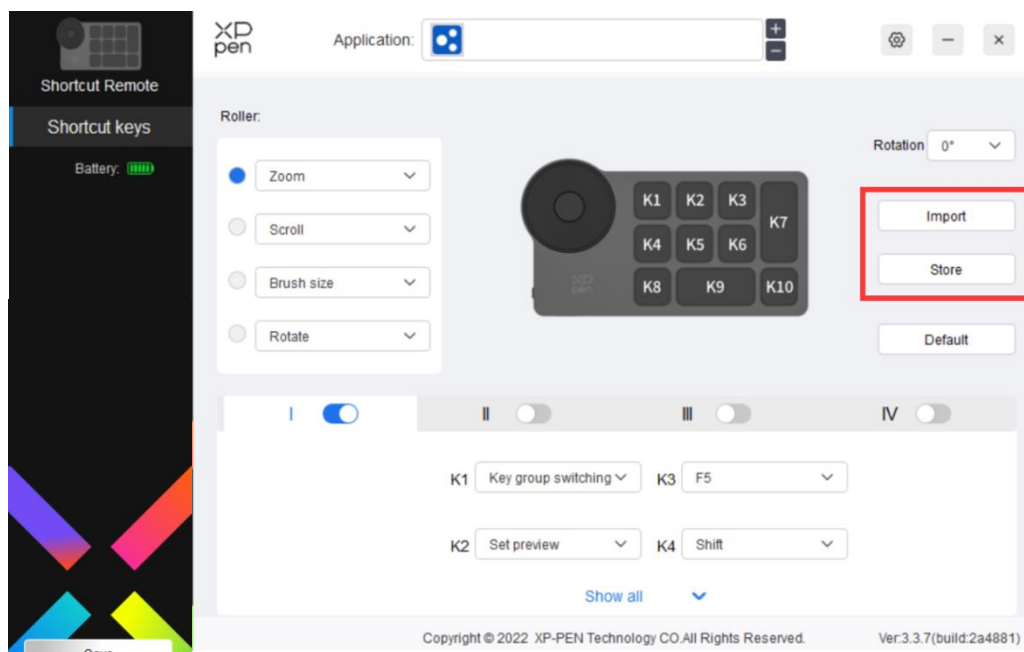 XP
pen
Application:
Shortcut Remote
Shortcut keys
Battery:
Roller:
Rotation 0°
Zoom
Scroll
Brush size
Rotate
K1 K2 K3
K7
K4 K5 K6
K8 K9 K10
XP
pen
Import
Store
Default
I II III IV
K1 Key group switching K3 F5
K2 Set preview K4 Shift
Show all
Copyright © 2022 XP-PEN Technology CO.All Rights Reserved. Ver:3.3.7(build:2a4881)